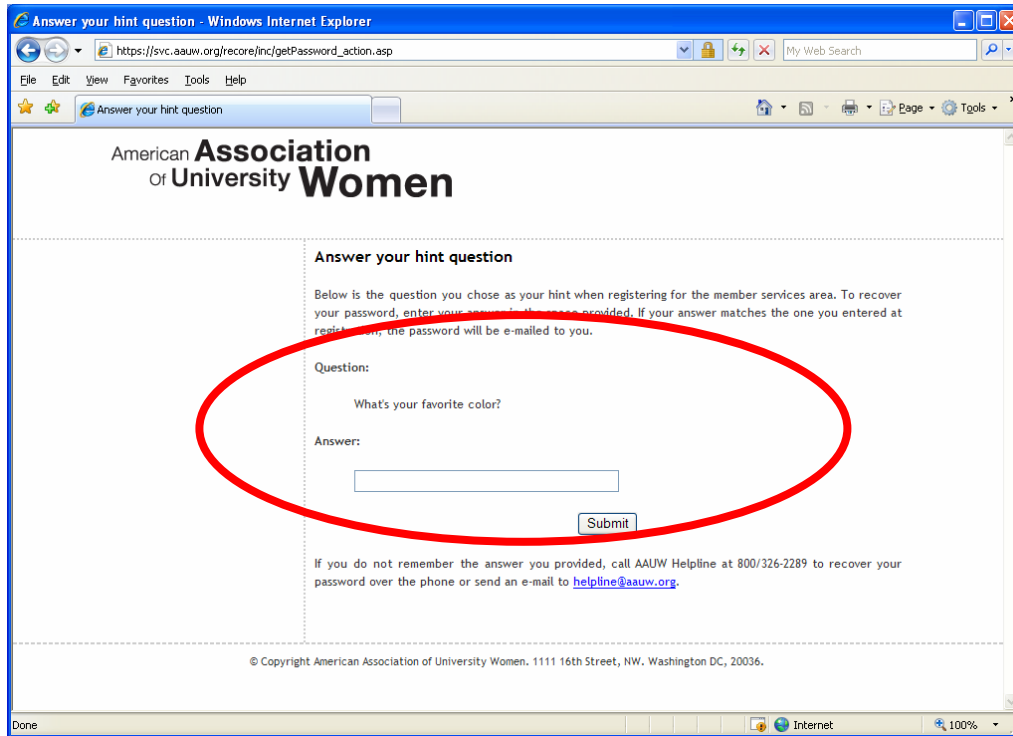 Answer your hint question - Windows Internet Explorer
https://svc.aauw.org/recore/inc/getPassword_action.asp
My Web Search
File Edit View Favorites Tools Help
Answer your hint question
Page Tools
American Association
Of University Women
Answer your hint question
Below is the question you chose as your hint when registering for the member services area. To recover
your password, enter your answer in the space provided. If your answer matches the one you entered at
registration, the password will be e-mailed to you.
Question:
What's your favorite color?
Answer:
Submit
If you do not remember the answer you provided, call AAUW Helpline at 800/326-2289 to recover your
password over the phone or send an e-mail to helpline@aauw.org.
© Copyright American Association of University Women. 1111 16th Street, NW. Washington DC, 20036.
Done Internet 100%